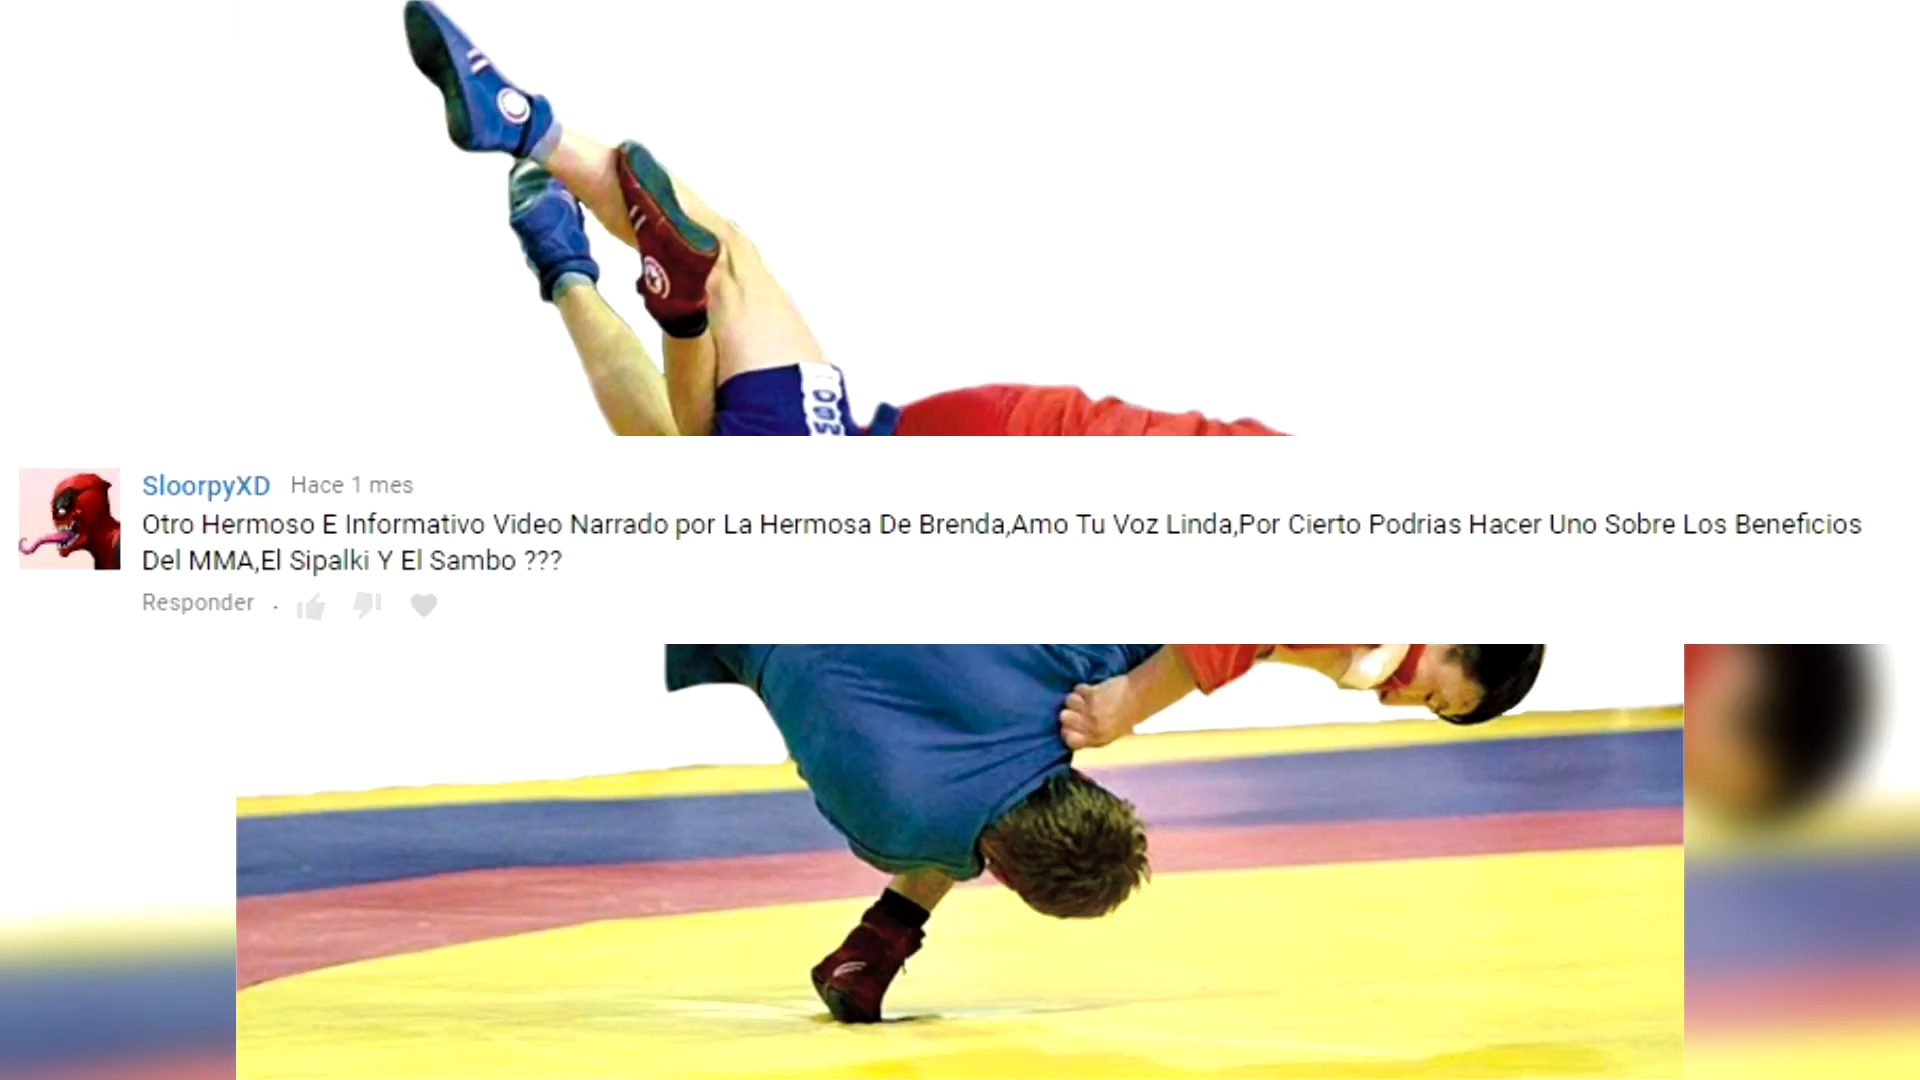 SloorpyXD Hace 1 mes
Otro Hermoso E Informativo Video Narrado por La Hermosa De Brenda,Amo Tu Voz Linda,Por Cierto Podrias Hacer Uno Sobre Los Beneficios
Del MMA,El Sipalki Y El Sambo ???
Responder .